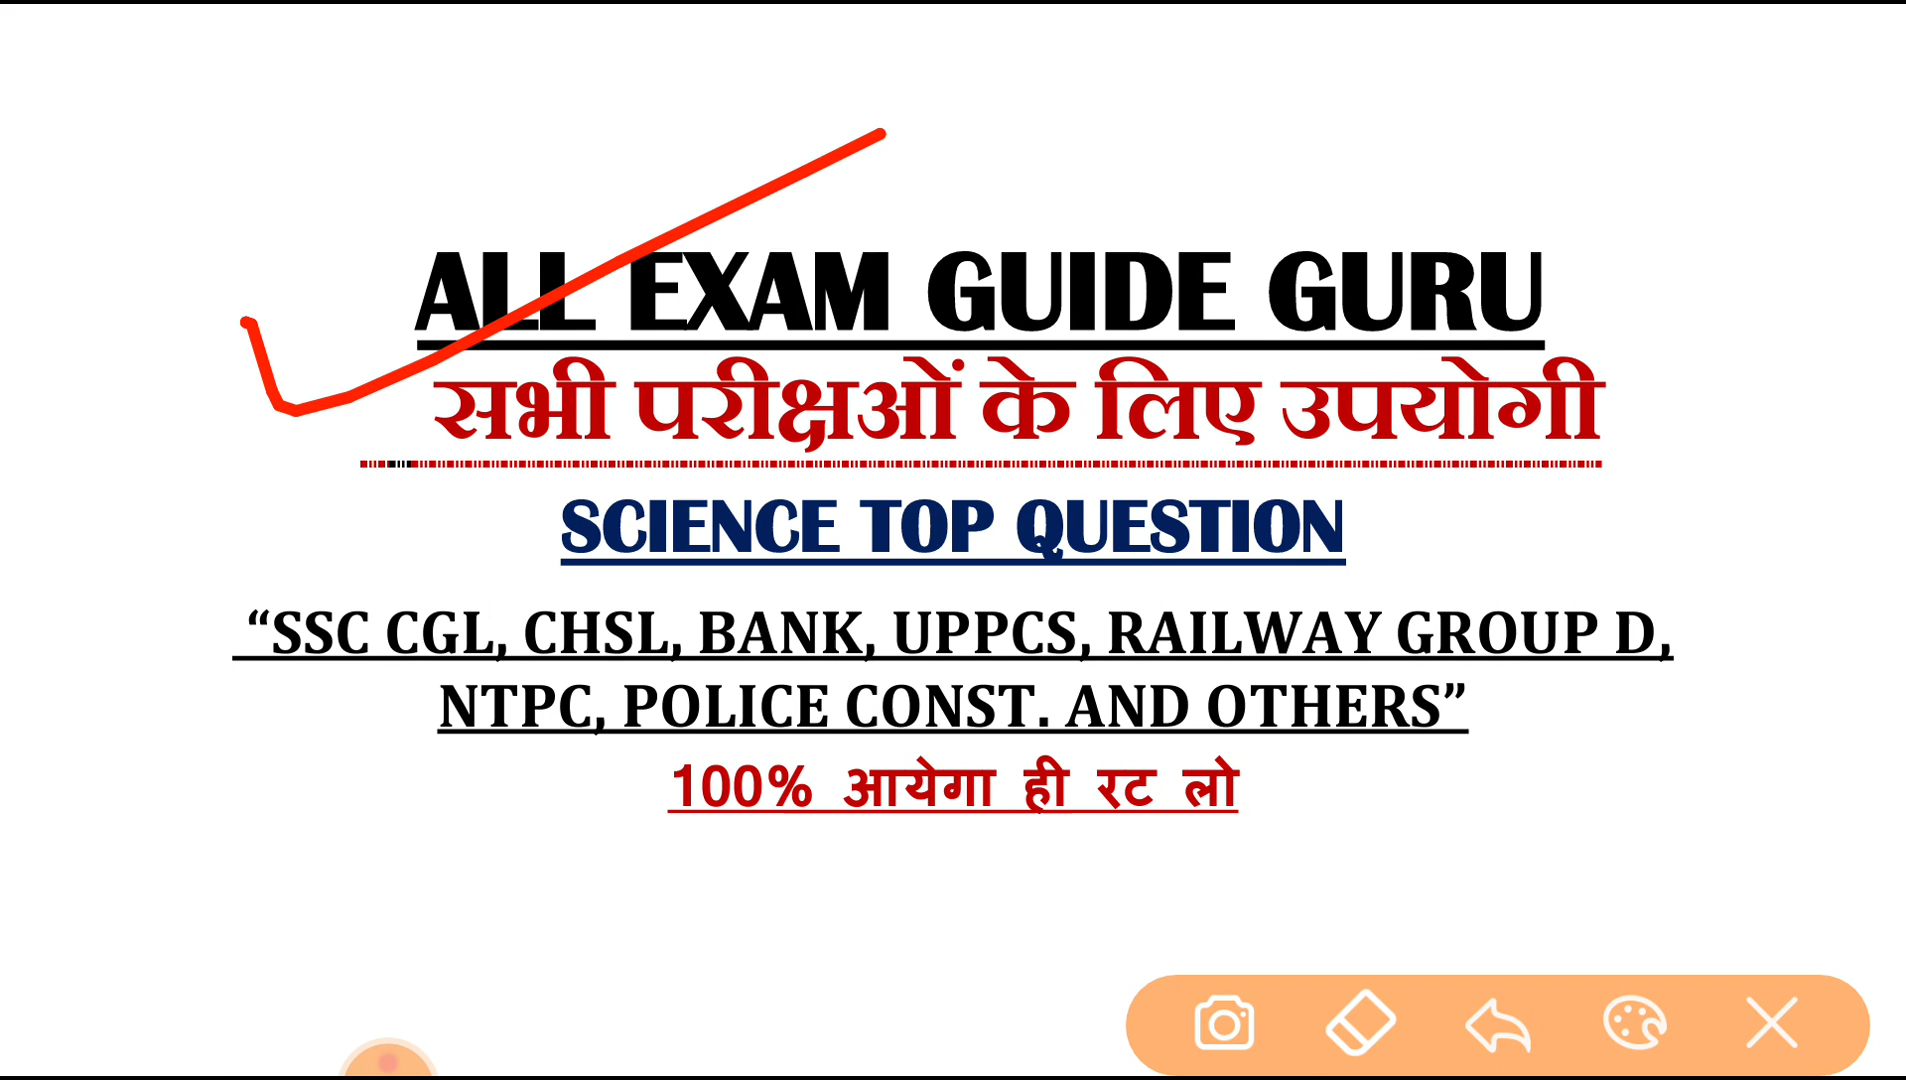 ALL EXAM GUIDE GURU
सभी परीक्षओं के लिए उपयोगी
SCIENCE TOP QUESTION
“SSC CGL, CHSL, BANK, UPPCS, RAILWAY GROUP D,
NTPC, POLICE CONST. AND OTHERS”
100% आयेगा ही रट लो